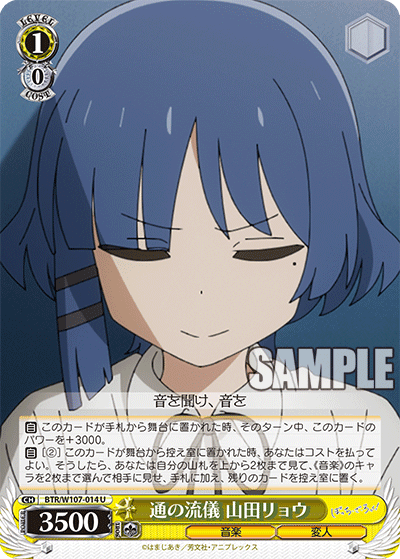 LEVEL
1
0
COST
SAMPLE
音を聞け、音を
自 このカードが手札から舞台に置かれた時、そのターン中、このカードの
パワーを+3000。
自 [②] このカードが舞台から控え室に置かれた時、あなたはコストを払ってよ
い。そうしたら、あなたは自分の山札を上から2枚まで見て、《音楽》のキャ
ラを2枚まで選んで相手に見せ、手札に加え、残りのカードを控え室に置く。
CH BTR/W107-014 U
通の流儀 山田リョウ
3500
音楽
変人
©はまじあき/芳文社・アニプレックス